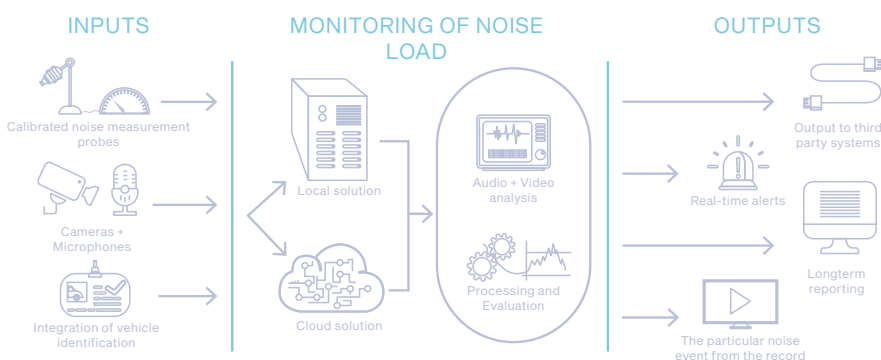 INPUTS
Calibrated noise measurement
probes
Cameras +
Microphones
Integration of vehicle
identification
MONITORING OF NOISE
LOAD
Local solution
Cloud solution
Audio + Video
analysis
Processing and
Evaluation
OUTPUTS
Output to third
party systems
Real-time alerts
Longterm
reporting
The particular noise
event from the record